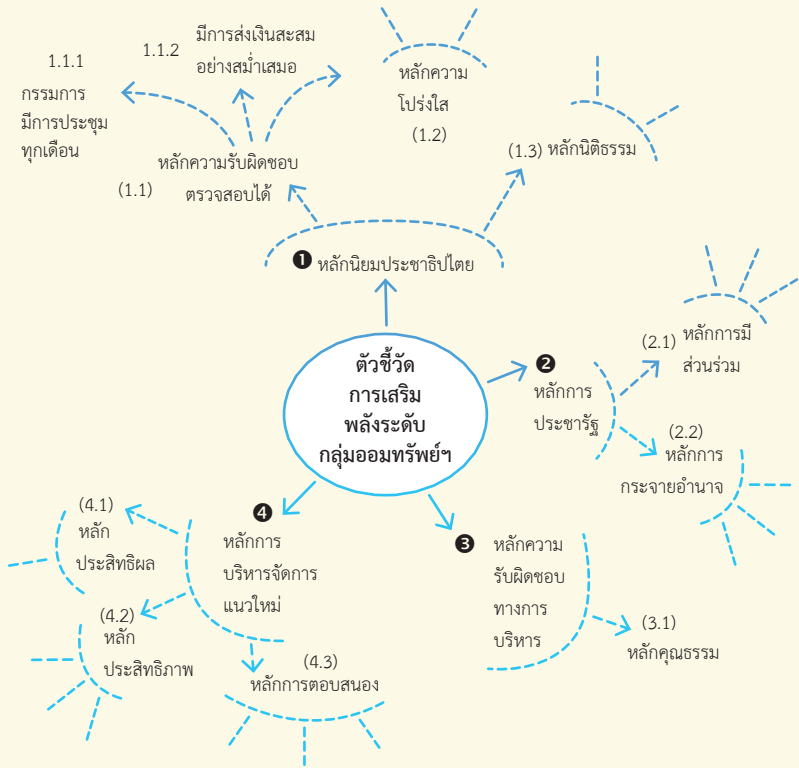 ตัวชี้วัด
การเสริม
พลังระดับ
กลุ่มออมทรัพย์ฯ
❶ หลักนิยมประชาธิปไตย
(1.1)
หลักความรับผิดชอบ
ตรวจสอบได้
1.1.1
กรรมการ
มีการประชุม
ทุกเดือน
1.1.2
มีการส่งเงินสะสม
อย่างสม่ำเสมอ
หลักความ
โปร่งใส
(1.2)
(1.3) หลักนิติธรรม
❷
หลักการ
ประชารัฐ
(2.1)
หลักการมี
ส่วนร่วม
(2.2)
หลักการ
กระจายอำนาจ
❸
หลักความ
รับผิดชอบ
ทางการ
บริหาร
(3.1)
หลักคุณธรรม
❹
หลักการ
บริหารจัดการ
แนวใหม่
(4.1)
หลัก
ประสิทธิผล
(4.2)
หลัก
ประสิทธิภาพ
(4.3)
หลักการตอบสนอง